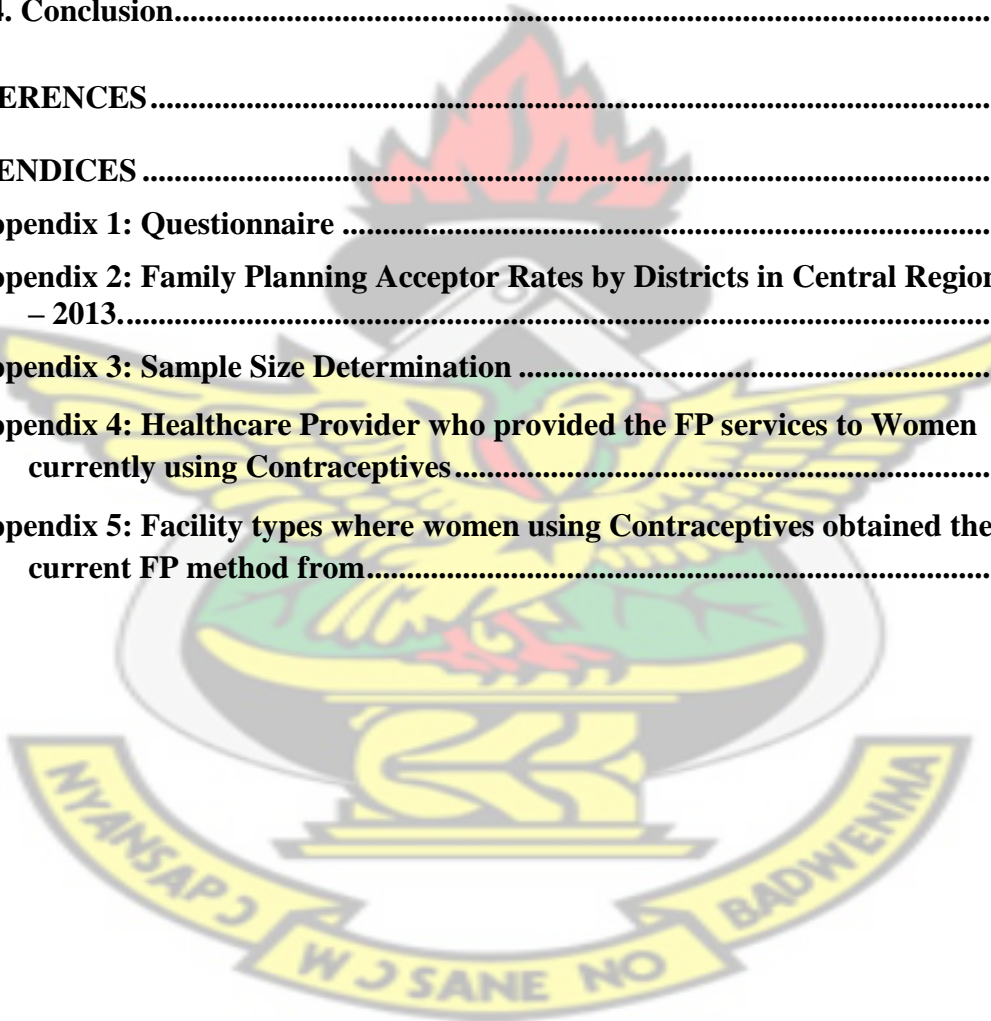 4. Conclusion
ERENCES
ENDICES
ppendix 1: Questionnaire
ppendix 2: Family Planning Acceptor Rates by Districts in Central Region
– 2013.
ppendix 3: Sample Size Determination
ppendix 4: Healthcare Provider who provided the FP services to Women
currently using Contraceptives
ppendix 5: Facility types where women using Contraceptives obtained the
current FP method from
NYANSAPƆ
WƆSANE NO
BADWENMA